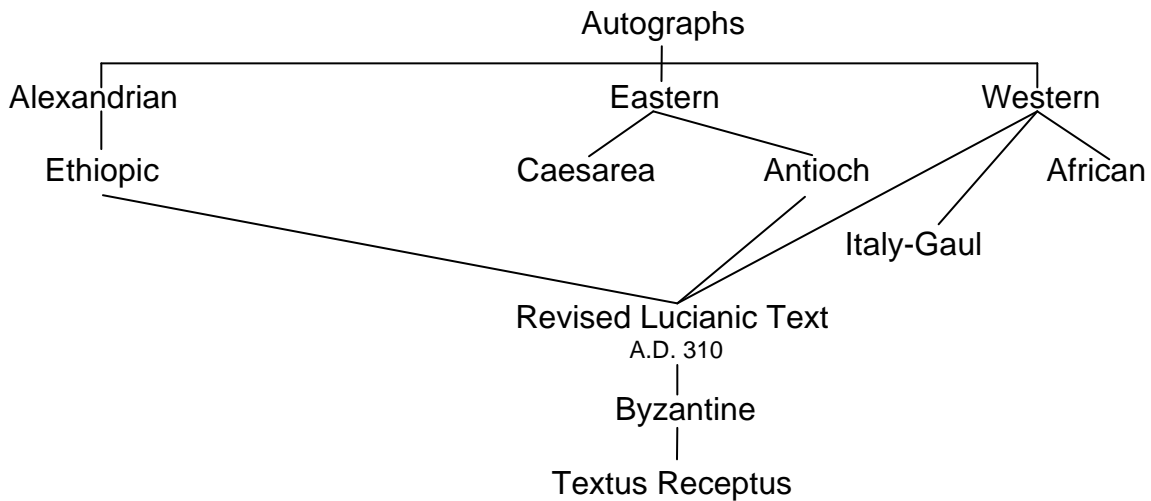 Autographs
Alexandrian Eastern Western
Ethiopic Caesarea Antioch African
Italy-Gaul
Revised Lucianic Text
A.D. 310
Byzantine
Textus Receptus